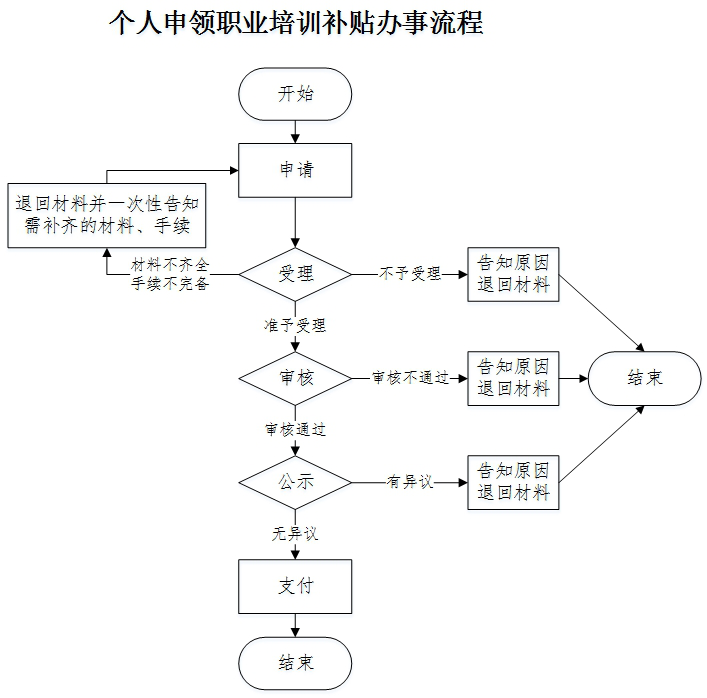 个人申领职业培训补贴办事流程
开始
申请
退回材料并一次性告知
需补齐的材料、手续
材料不齐全
手续不完备
受理
不予受理
告知原因
退回材料
准予受理
审核
审核不通过
告知原因
退回材料
结束
审核通过
公示
有异议
告知原因
退回材料
无异议
支付
结束